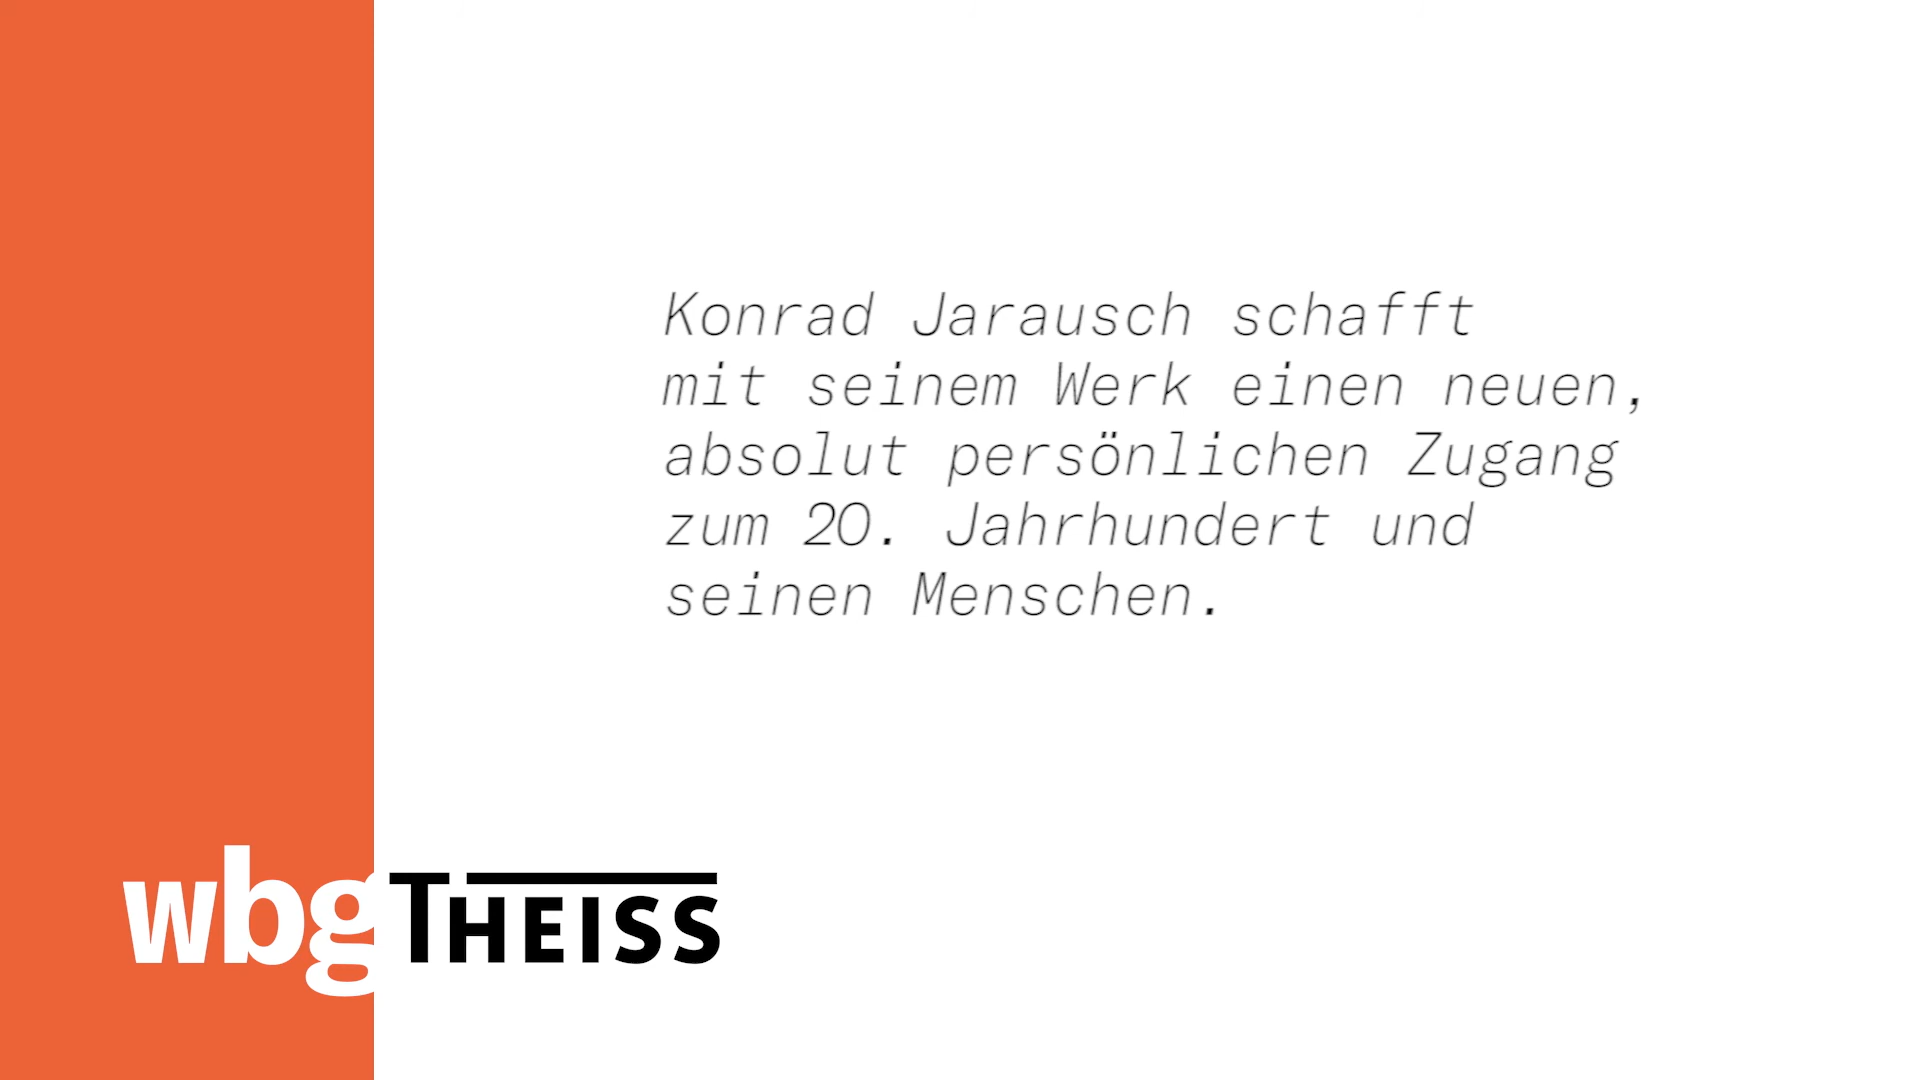 Konrad Jarausch schafft
mit seinem Werk einen neuen,
absolut persönlichen Zugang
zum 20. Jahrhundert und
seinen Menschen.
wbg THEISS